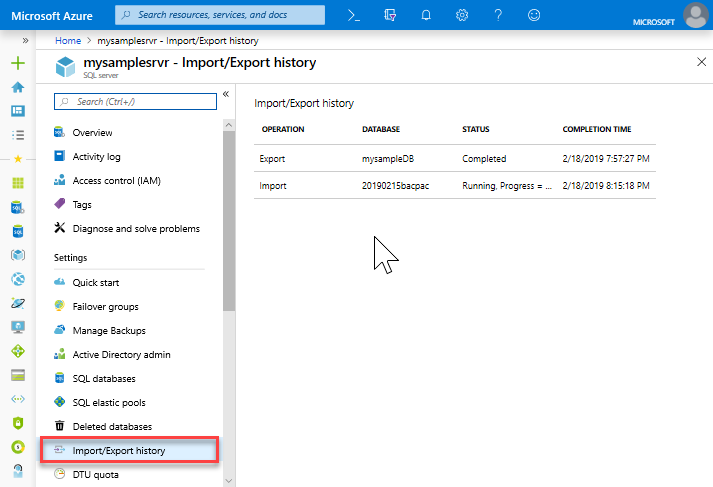 Microsoft Azure
Search resources, services, and docs
MICROSOFT
Home > mysamplesrvr - Import/Export history
mysamplesrvr - Import/Export history
SQL server
Search (Ctrl+/)
Overview
Activity log
Access control (IAM)
Tags
Diagnose and solve problems
Settings
Quick start
Failover groups
Manage Backups
Active Directory admin
SQL databases
SQL elastic pools
Deleted databases
Import/Export history
DTU quota
Import/Export history
OPERATION DATABASE STATUS COMPLETION TIME
Export mysampleDB Completed 2/18/2019 7:57:27 PM
Import 20190215bacpac Running, Progress = ... 2/18/2019 8:15:18 PM